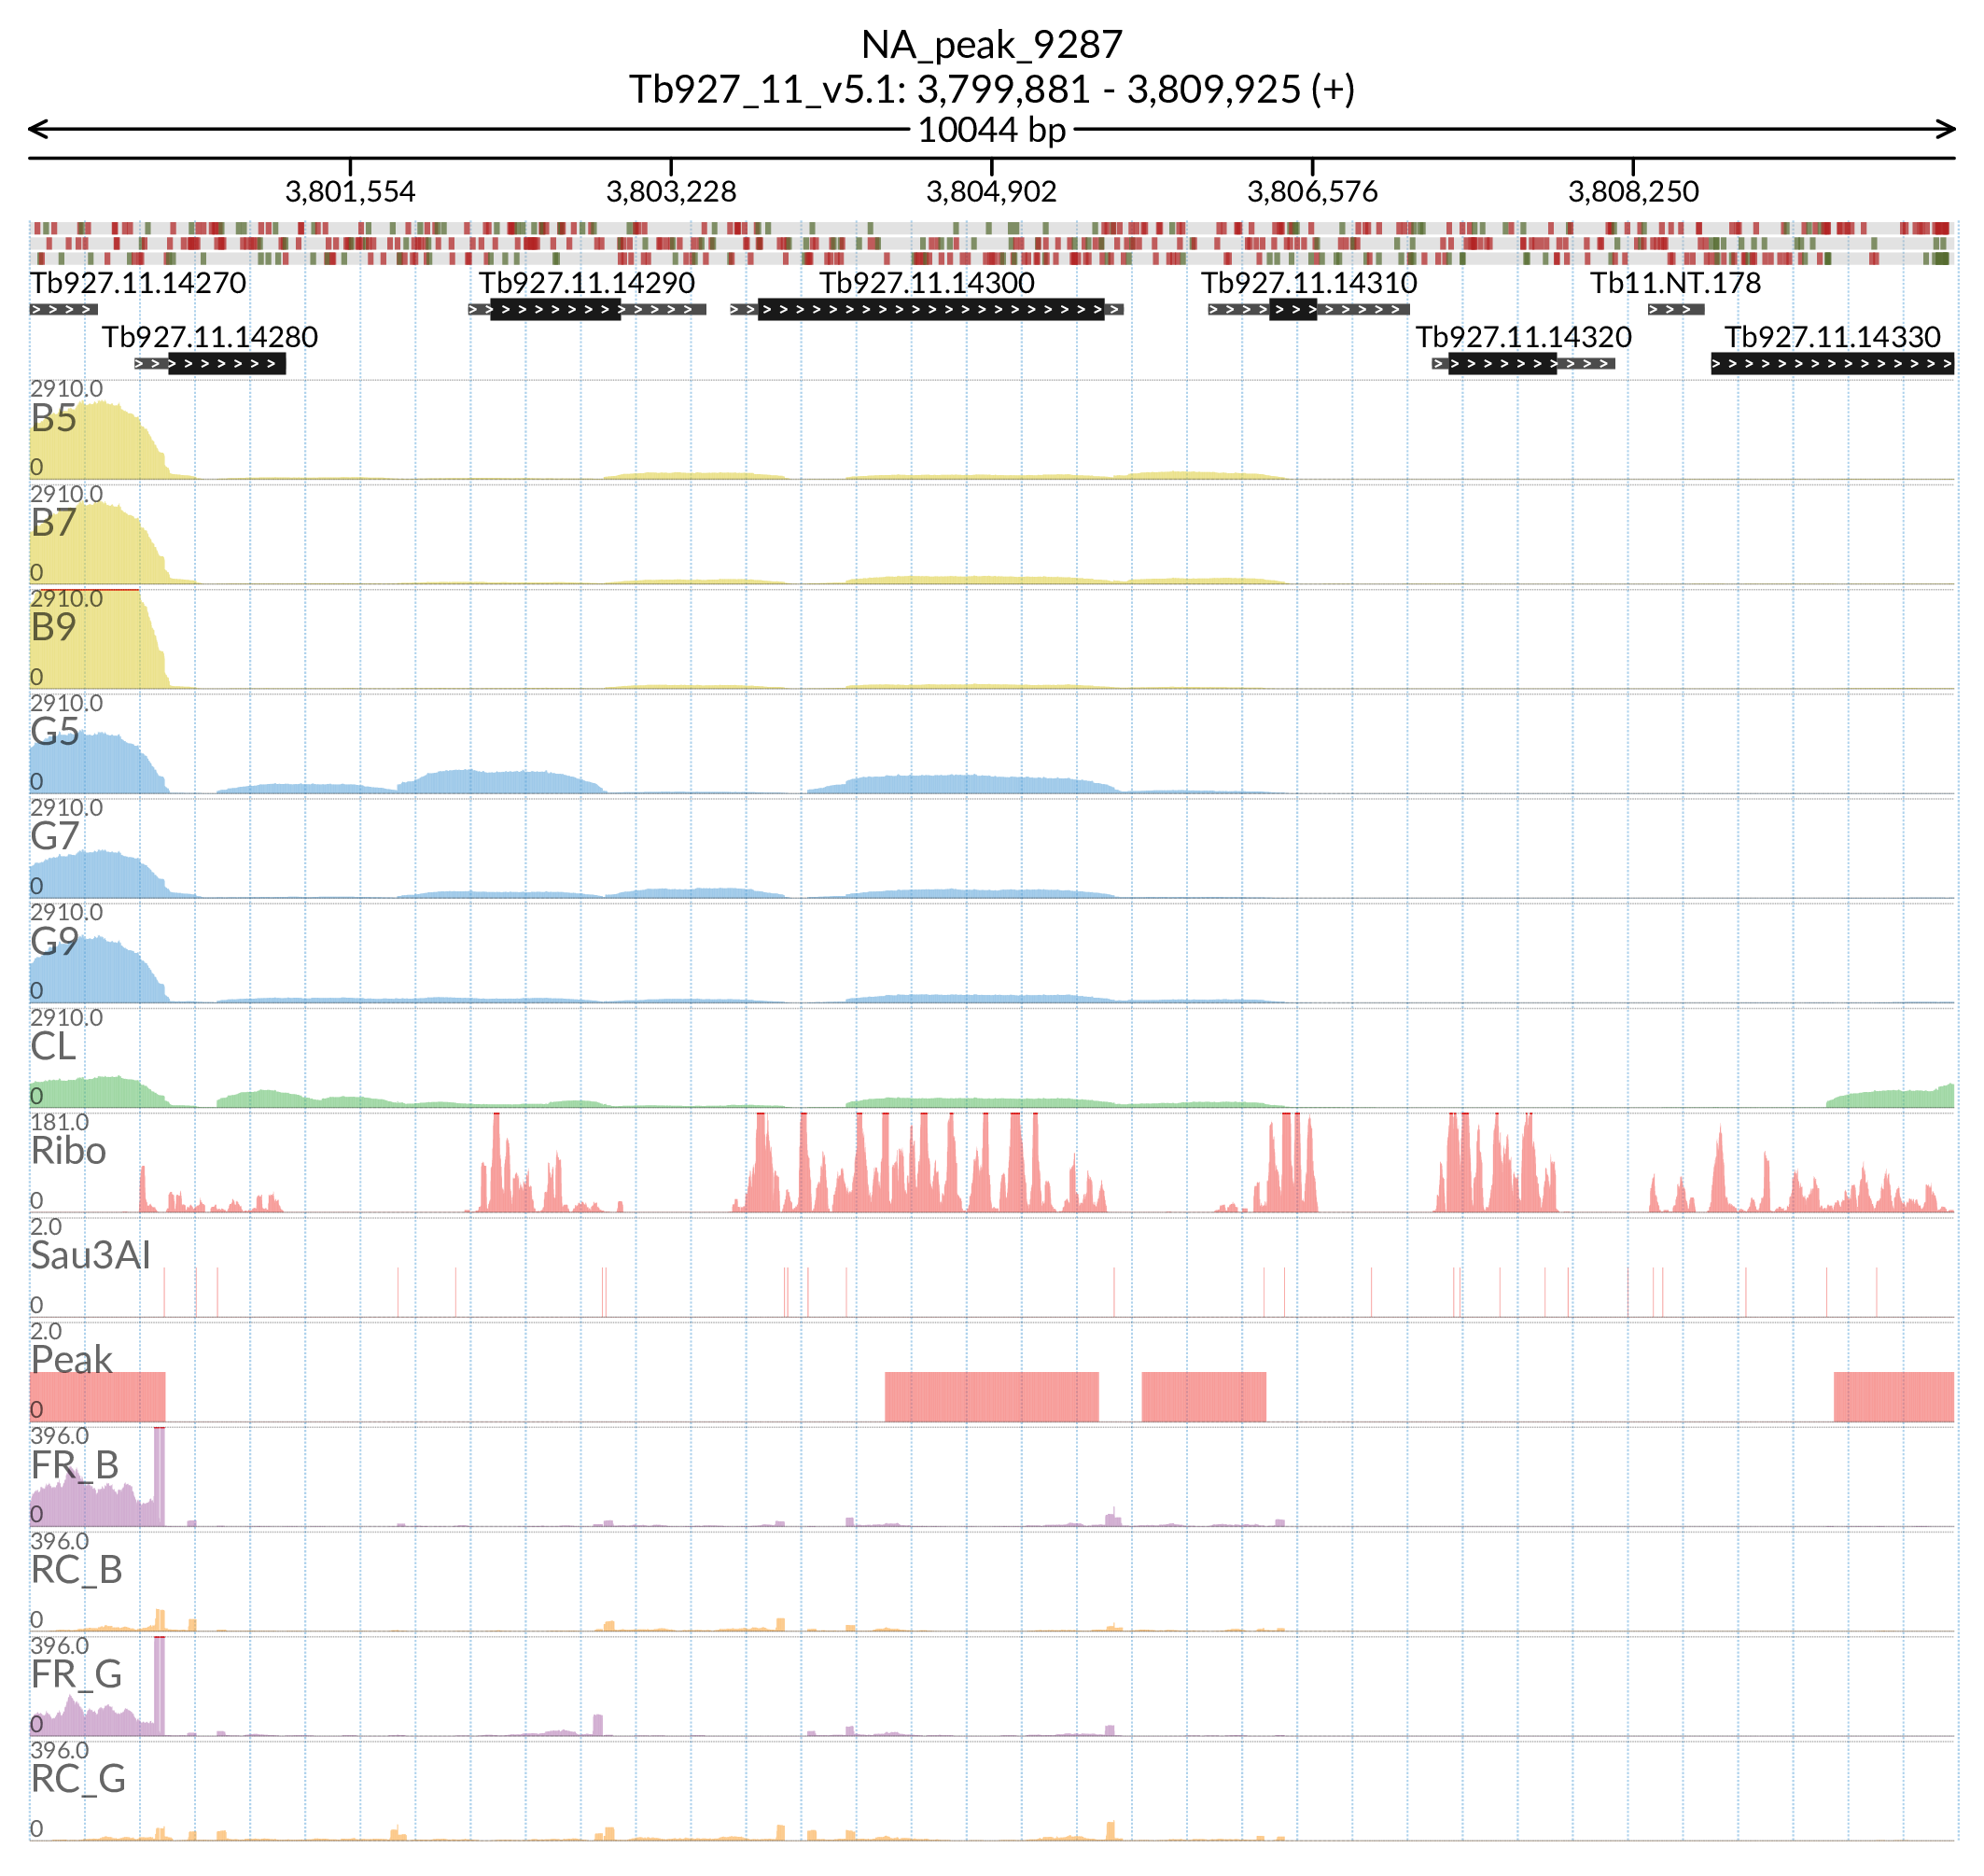 NA_peak_9287
Tb927_11_v5.1: 3,799,881 - 3,809,925 (+)
10044 bp
3,801,554 3,803,228 3,804,902 3,806,576 3,808,250
Tb927.11.14270 Tb927.11.14290 Tb927.11.14300 Tb927.11.14310 Tb11.NT.178
Tb927.11.14280 Tb927.11.14320 Tb927.11.14330
2910.0
B5
0
2910.0
B7
0
2910.0
B9
0
2910.0
G5
0
2910.0
G7
0
2910.0
G9
0
2910.0
CL
0
181.0
Ribo
0
2.0
Sau3AI
0
2.0
Peak
0
396.0
FR_B
0
396.0
RC_B
0
396.0
FR_G
0
396.0
RC_G
0